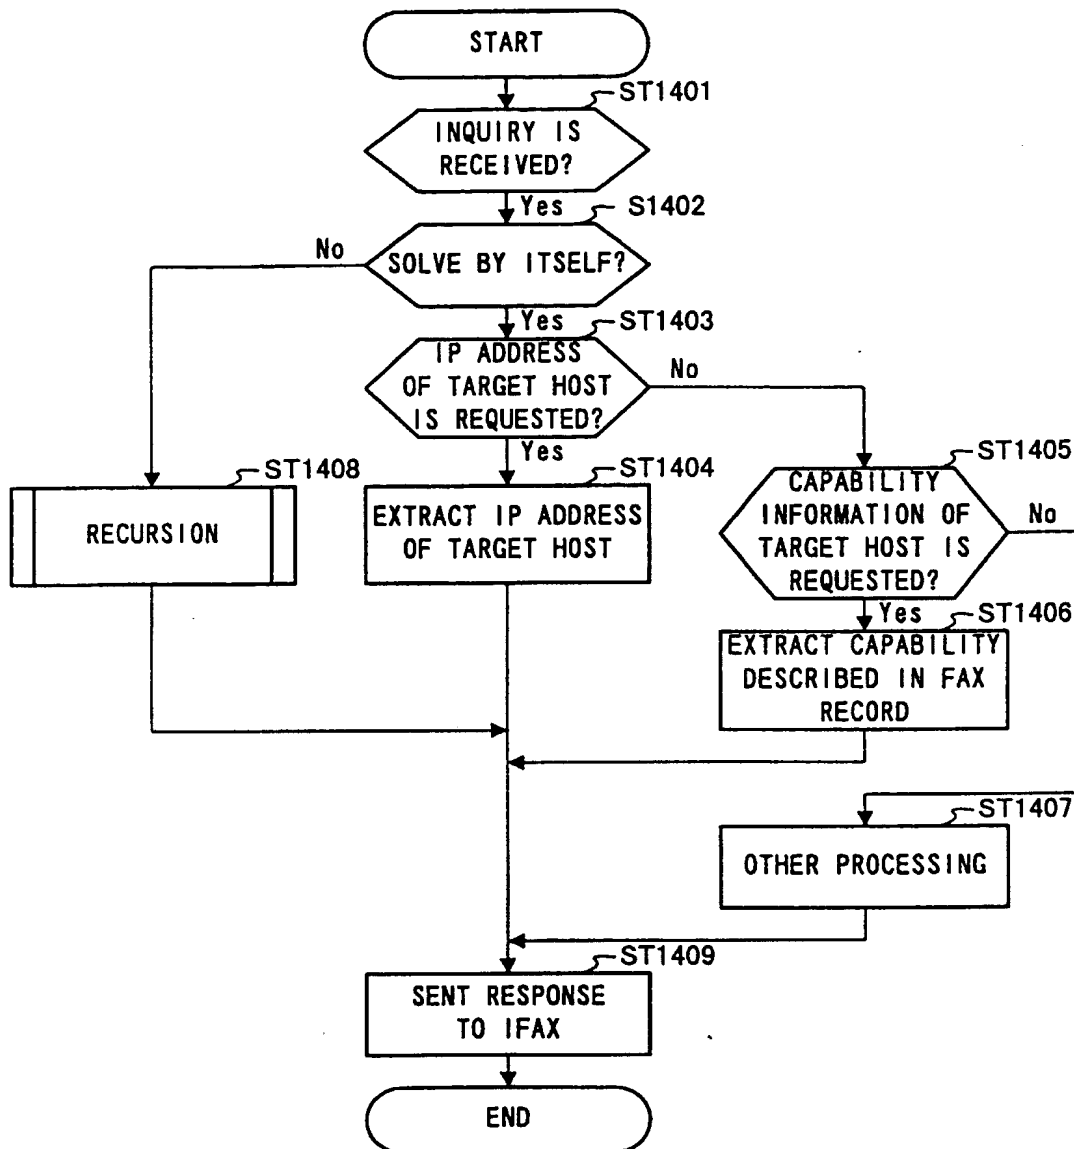 START
ST1401
INQUIRY IS
RECEIVED?
Yes
S1402
No
SOLVE BY ITSELF?
Yes
ST1403
IP ADDRESS
OF TARGET HOST
IS REQUESTED?
No
Yes
ST1408
RECURSION
ST1404
EXTRACT IP ADDRESS
OF TARGET HOST
ST1405
CAPABILITY
INFORMATION OF
TARGET HOST IS
REQUESTED?
No
Yes
ST1406
EXTRACT CAPABILITY
DESCRIBED IN FAX
RECORD
ST1407
OTHER PROCESSING
ST1409
SENT RESPONSE
TO IFAX
END